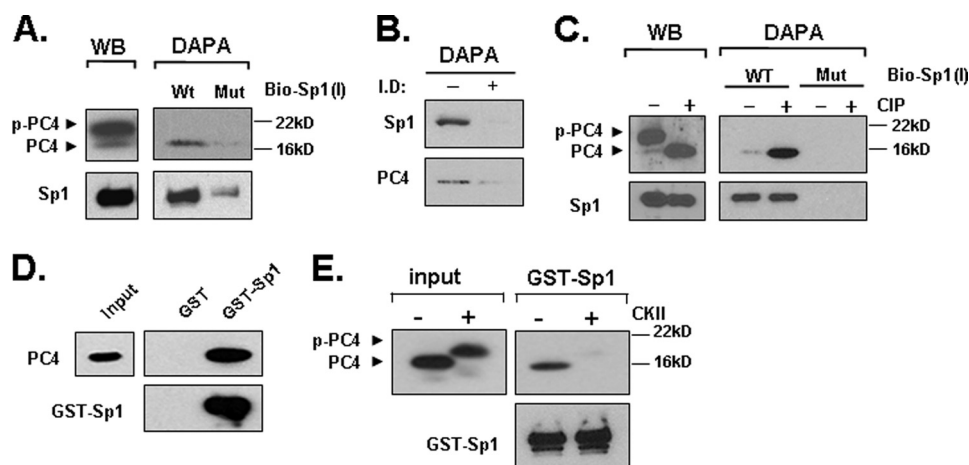 A.
WB DAPA
Wt Mut Bio-Sp1(I)
p-PC4
PC4
22kD
16kD
Sp1
B.
DAPA
I.D: – +
Sp1
PC4
C.
WB DAPA
WT Mut Bio-Sp1(I)
– + – + – + CIP
p-PC4
PC4
22kD
16kD
Sp1
D.
Input GST GST-Sp1
PC4
GST-Sp1
E.
input GST-Sp1
- + - + CKII
p-PC4
PC4
22kD
16kD
GST-Sp1